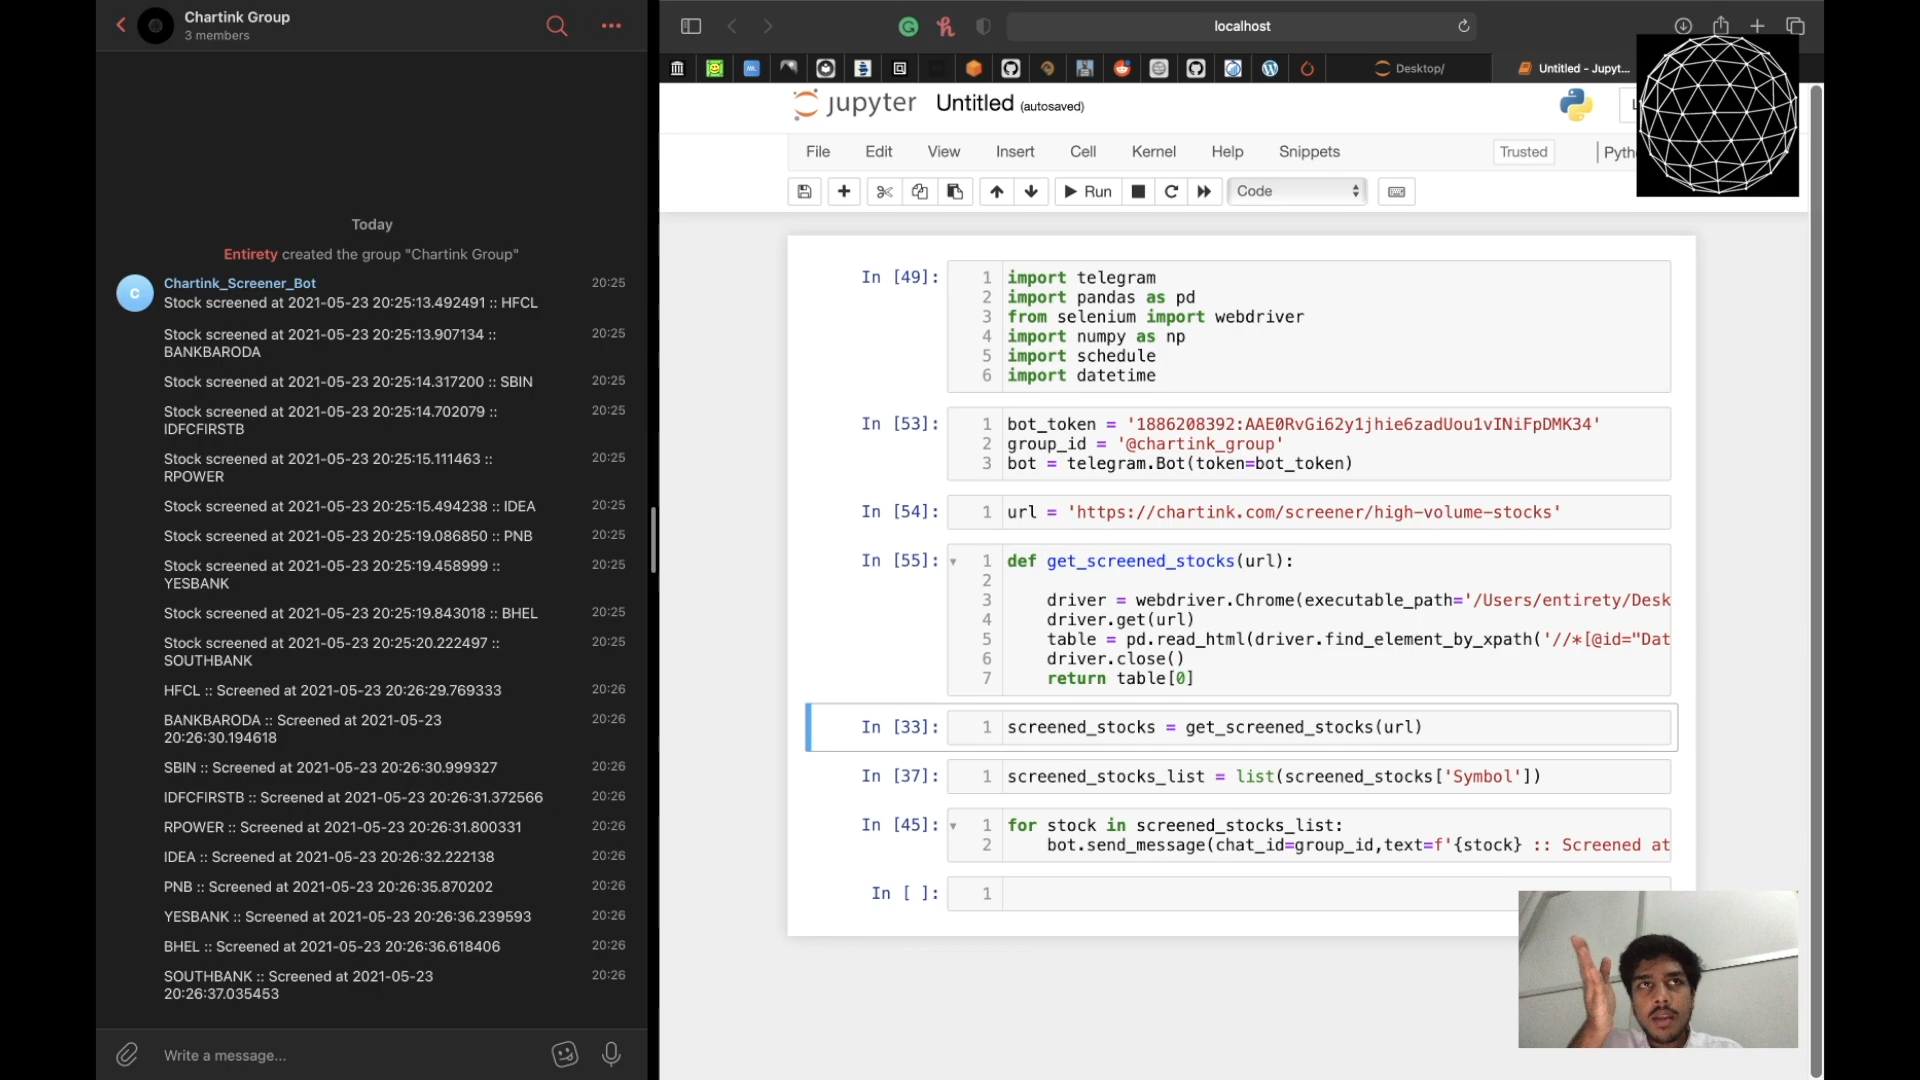 Chartink Group
3 members
Today
Entirety created the group "Chartink Group"
Chartink_Screener_Bot
Stock screened at 2021-05-23 20:25:13.492491 :: HFCL
20:25
Stock screened at 2021-05-23 20:25:13.907134 ::
BANKBARODA
20:25
Stock screened at 2021-05-23 20:25:14.317200 :: SBIN
20:25
Stock screened at 2021-05-23 20:25:14.702079 ::
IDFCFIRSTB
20:25
Stock screened at 2021-05-23 20:25:15.111463 ::
RPOWER
20:25
Stock screened at 2021-05-23 20:25:15.494238 :: IDEA
20:25
Stock screened at 2021-05-23 20:25:19.086850 :: PNB
20:25
Stock screened at 2021-05-23 20:25:19.458999 ::
YESBANK
20:25
Stock screened at 2021-05-23 20:25:19.843018 :: BHEL
20:25
Stock screened at 2021-05-23 20:25:20.222497 ::
SOUTHBANK
20:25
HFCL :: Screened at 2021-05-23 20:26:29.769333
20:26
BANKBARODA :: Screened at 2021-05-23
20:26:30.194618
20:26
SBIN :: Screened at 2021-05-23 20:26:30.999327
20:26
IDFCFIRSTB :: Screened at 2021-05-23 20:26:31.372566
20:26
RPOWER :: Screened at 2021-05-23 20:26:31.800331
20:26
IDEA :: Screened at 2021-05-23 20:26:32.222138
20:26
PNB :: Screened at 2021-05-23 20:26:35.870202
20:26
YESBANK :: Screened at 2021-05-23 20:26:36.239593
20:26
BHEL :: Screened at 2021-05-23 20:26:36.618406
20:26
SOUTHBANK :: Screened at 2021-05-23
20:26:37.035453
20:26
Write a message...
localhost
Desktop/
Untitled - Jupyt...
jupyter Untitled (autosaved)
File Edit View Insert Cell Kernel Help Snippets
Trusted
Run
Code
In [49]:
1 import telegram
2 import pandas as pd
3 from selenium import webdriver
4 import numpy as np
5 import schedule
6 import datetime
In [53]:
1 bot_token = '1886208392:AAE0RvGi62y1jhie6zadUou1vINiFpDMK34'
2 group_id = '@chartink_group'
3 bot = telegram.Bot(token=bot_token)
In [54]:
1 url = 'https://chartink.com/screener/high-volume-stocks'
In [55]:
1 def get_screened_stocks(url):
2
3 driver = webdriver.Chrome(executable_path='/Users/entirety/Desk
4 driver.get(url)
5 table = pd.read_html(driver.find_element_by_xpath('//*[@id="Dat
6 driver.close()
7 return table[0]
In [33]:
1 screened_stocks = get_screened_stocks(url)
In [37]:
1 screened_stocks_list = list(screened_stocks['Symbol'])
In [45]:
1 for stock in screened_stocks_list:
2 bot.send_message(chat_id=group_id,text=f'{stock} :: Screened at
In [ ]:
1